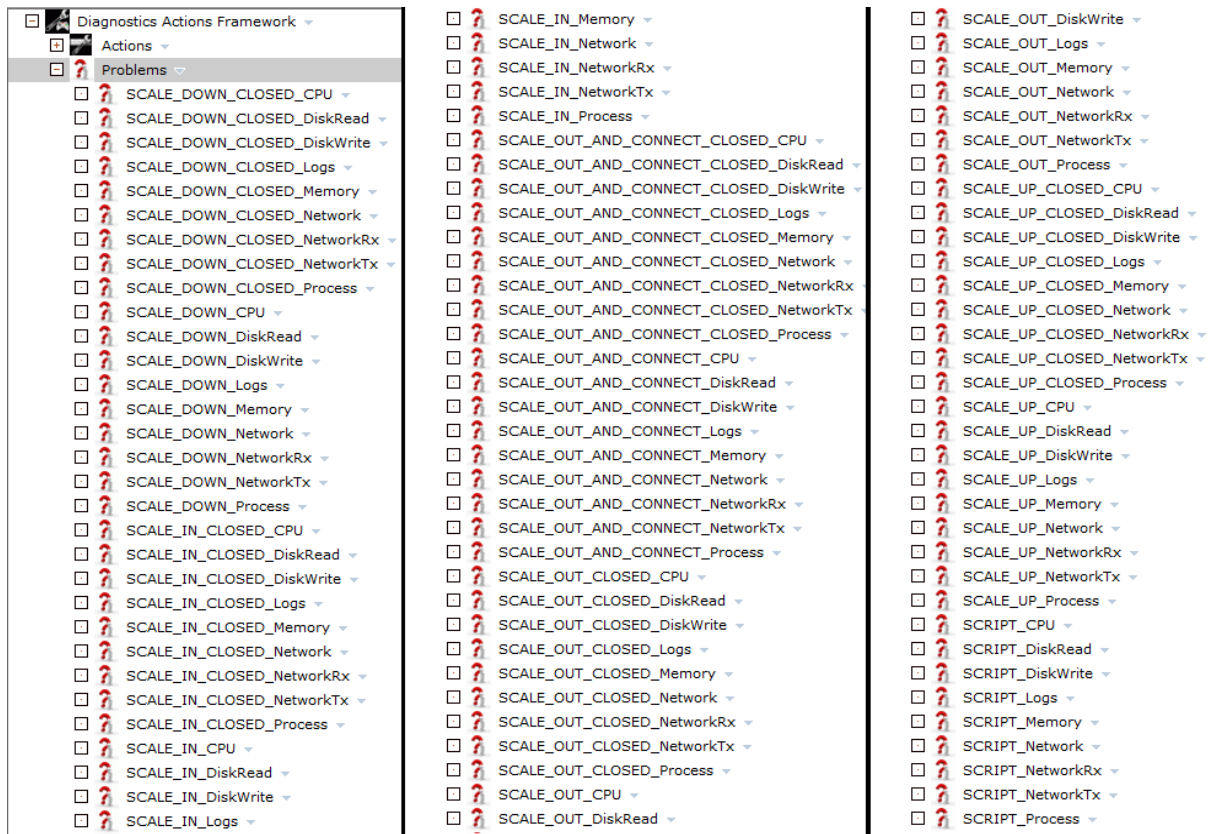 Diagnostics Actions Framework
Actions
Problems
SCALE_DOWN_CLOSED_CPU
SCALE_DOWN_CLOSED_DiskRead
SCALE_DOWN_CLOSED_DiskWrite
SCALE_DOWN_CLOSED_Logs
SCALE_DOWN_CLOSED_Memory
SCALE_DOWN_CLOSED_Network
SCALE_DOWN_CLOSED_NetworkRx
SCALE_DOWN_CLOSED_NetworkTx
SCALE_DOWN_CLOSED_Process
SCALE_DOWN_CPU
SCALE_DOWN_DiskRead
SCALE_DOWN_DiskWrite
SCALE_DOWN_Logs
SCALE_DOWN_Memory
SCALE_DOWN_Network
SCALE_DOWN_NetworkRx
SCALE_DOWN_NetworkTx
SCALE_DOWN_Process
SCALE_IN_CLOSED_CPU
SCALE_IN_CLOSED_DiskRead
SCALE_IN_CLOSED_DiskWrite
SCALE_IN_CLOSED_Logs
SCALE_IN_CLOSED_Memory
SCALE_IN_CLOSED_Network
SCALE_IN_CLOSED_NetworkRx
SCALE_IN_CLOSED_NetworkTx
SCALE_IN_CLOSED_Process
SCALE_IN_CPU
SCALE_IN_DiskRead
SCALE_IN_DiskWrite
SCALE_IN_Logs
SCALE_IN_Memory
SCALE_IN_Network
SCALE_IN_NetworkRx
SCALE_IN_NetworkTx
SCALE_IN_Process
SCALE_OUT_AND_CONNECT_CLOSED_CPU
SCALE_OUT_AND_CONNECT_CLOSED_DiskRead
SCALE_OUT_AND_CONNECT_CLOSED_DiskWrite
SCALE_OUT_AND_CONNECT_CLOSED_Logs
SCALE_OUT_AND_CONNECT_CLOSED_Memory
SCALE_OUT_AND_CONNECT_CLOSED_Network
SCALE_OUT_AND_CONNECT_CLOSED_NetworkRx
SCALE_OUT_AND_CONNECT_CLOSED_NetworkTx
SCALE_OUT_AND_CONNECT_CLOSED_Process
SCALE_OUT_AND_CONNECT_CPU
SCALE_OUT_AND_CONNECT_DiskRead
SCALE_OUT_AND_CONNECT_DiskWrite
SCALE_OUT_AND_CONNECT_Logs
SCALE_OUT_AND_CONNECT_Memory
SCALE_OUT_AND_CONNECT_Network
SCALE_OUT_AND_CONNECT_NetworkRx
SCALE_OUT_AND_CONNECT_NetworkTx
SCALE_OUT_AND_CONNECT_Process
SCALE_OUT_CLOSED_CPU
SCALE_OUT_CLOSED_DiskRead
SCALE_OUT_CLOSED_DiskWrite
SCALE_OUT_CLOSED_Logs
SCALE_OUT_CLOSED_Memory
SCALE_OUT_CLOSED_Network
SCALE_OUT_CLOSED_NetworkRx
SCALE_OUT_CLOSED_NetworkTx
SCALE_OUT_CLOSED_Process
SCALE_OUT_CPU
SCALE_OUT_DiskRead
SCALE_OUT_DiskWrite
SCALE_OUT_Logs
SCALE_OUT_Memory
SCALE_OUT_Network
SCALE_OUT_NetworkRx
SCALE_OUT_NetworkTx
SCALE_OUT_Process
SCALE_UP_CLOSED_CPU
SCALE_UP_CLOSED_DiskRead
SCALE_UP_CLOSED_DiskWrite
SCALE_UP_CLOSED_Logs
SCALE_UP_CLOSED_Memory
SCALE_UP_CLOSED_Network
SCALE_UP_CLOSED_NetworkRx
SCALE_UP_CLOSED_NetworkTx
SCALE_UP_CLOSED_Process
SCALE_UP_CPU
SCALE_UP_DiskRead
SCALE_UP_DiskWrite
SCALE_UP_Logs
SCALE_UP_Memory
SCALE_UP_Network
SCALE_UP_NetworkRx
SCALE_UP_NetworkTx
SCALE_UP_Process
SCRIPT_CPU
SCRIPT_DiskRead
SCRIPT_DiskWrite
SCRIPT_Logs
SCRIPT_Memory
SCRIPT_Network
SCRIPT_NetworkRx
SCRIPT_NetworkTx
SCRIPT_Process